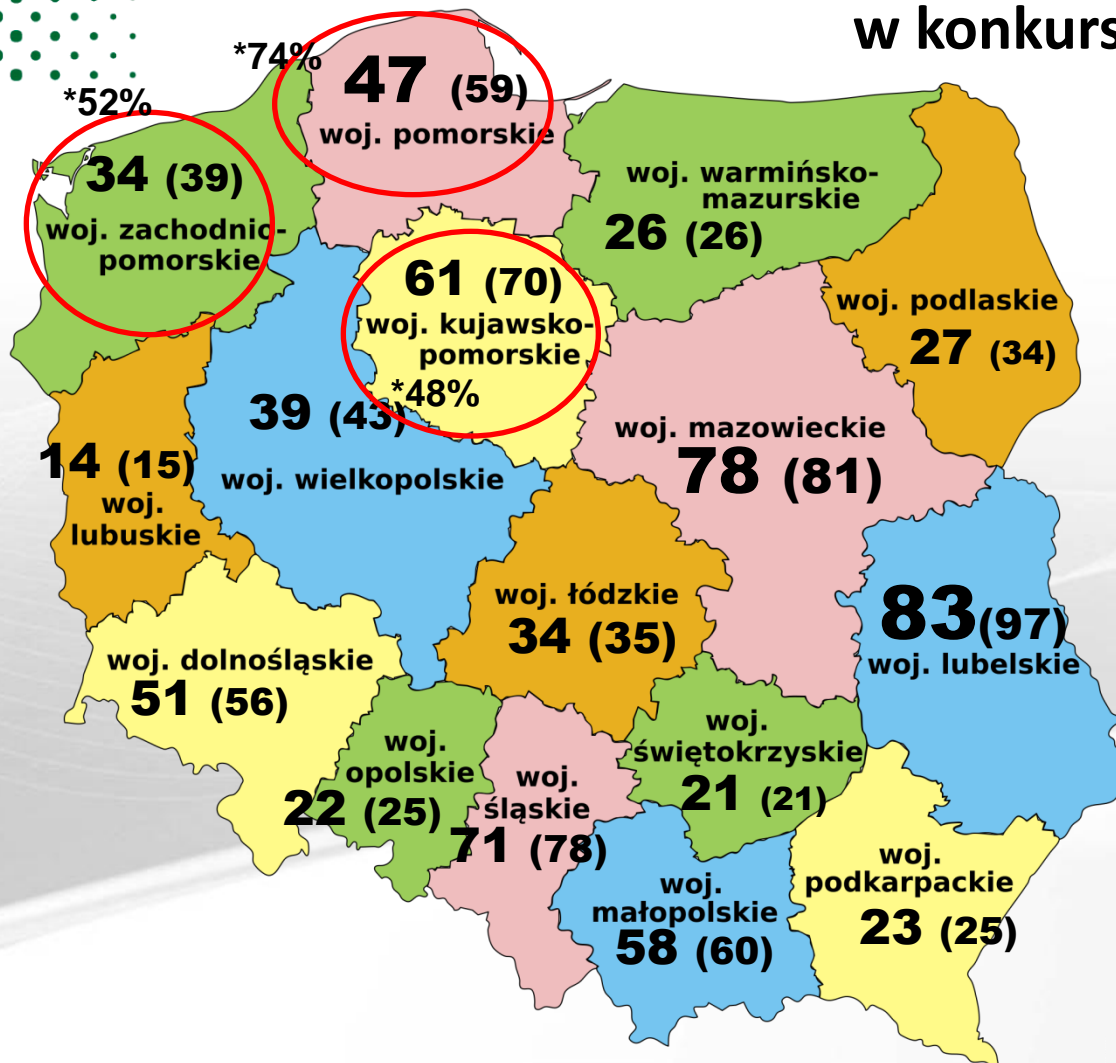 w konkurs
*74%
47 (59)
woj. pomorskie
*52%
34 (39)
woj. zachodnio-
pomorskie
woj. warmińsko-
mazurskie
26 (26)
61 (70)
woj. kujawsko-
pomorskie
*48%
woj. podlaskie
27 (34)
39 (43)
woj. wielkopolskie
14 (15)
woj.
lubuskie
woj. mazowieckie
78 (81)
woj. łódzkie
34 (35)
83(97)
woj. lubelskie
woj. dolnośląskie
51 (56)
woj.
opolskie
22 (25)
woj.
śląskie
71 (78)
woj.
świętokrzyskie
21 (21)
woj.
małopolskie
58 (60)
woj.
podkarpackie
23 (25)